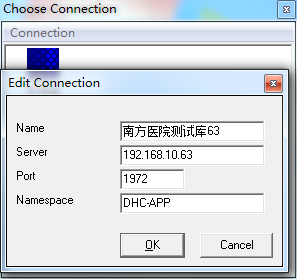 Choose Connection
Connection
Edit Connection
Name 南方医院测试库63
Server 192.168.10.63
Port 1972
Namespace DHC-APP
OK Cancel